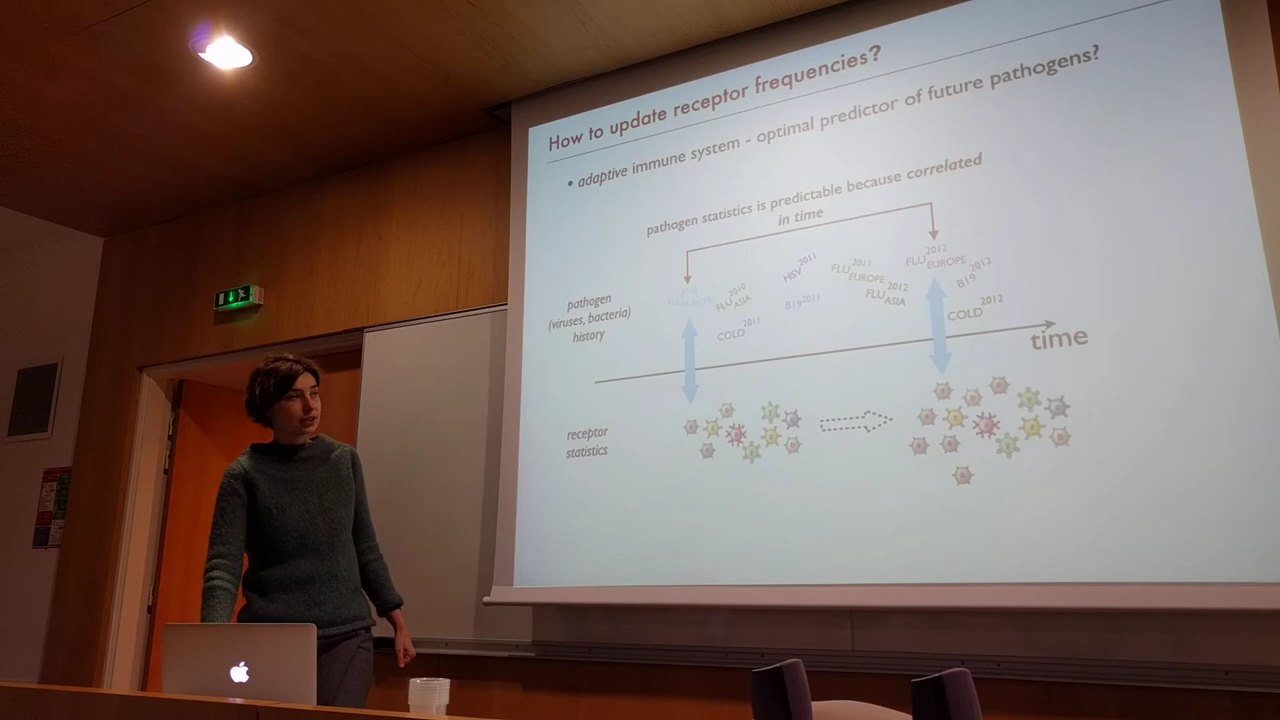 How to update receptor frequencies?
• adaptive immune system - optimal predictor of future pathogens?
pathogen statistics is predictable because correlated
in time
pathogen
(viruses, bacteria)
history
FLU ASIA 2010
COLD 2011
HSV 2011
B19 2011
FLU EUROPE 2011
FLU ASIA 2012
FLU EUROPE 2012
B19 2012
COLD 2012
time
receptor
statistics